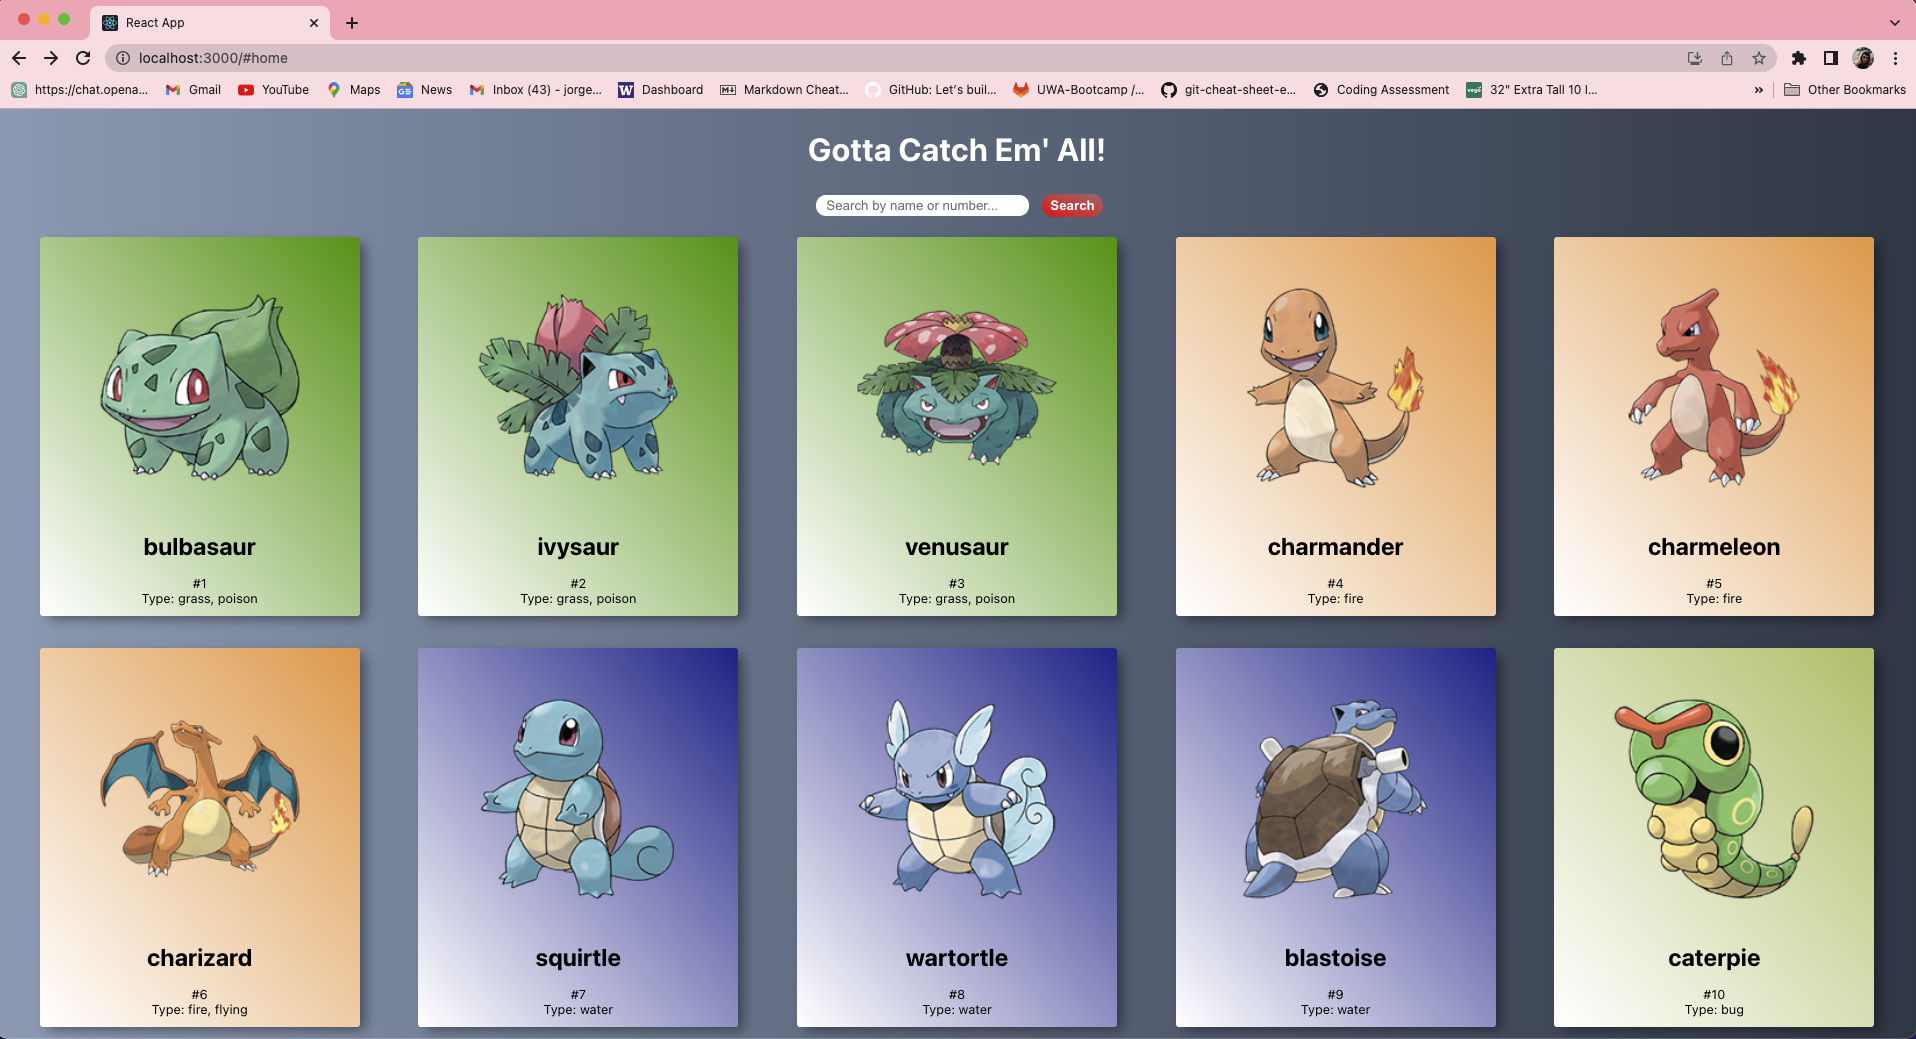 React App
localhost:3000/#home
https://chat.opena...
Gmail
YouTube
Maps
News
Inbox (43) - jorge...
Dashboard
Markdown Cheat...
GitHub: Let's buil...
UWA-Bootcamp /...
git-cheat-sheet-e...
Coding Assessment
32" Extra Tall 10 I...
»
Other Bookmarks
Gotta Catch Em' All!
Search by name or number...
Search
bulbasaur
#1
Type: grass, poison
ivysaur
#2
Type: grass, poison
venusaur
#3
Type: grass, poison
charmander
#4
Type: fire
charmeleon
#5
Type: fire
charizard
#6
Type: fire, flying
squirtle
#7
Type: water
wartortle
#8
Type: water
blastoise
#9
Type: water
caterpie
#10
Type: bug